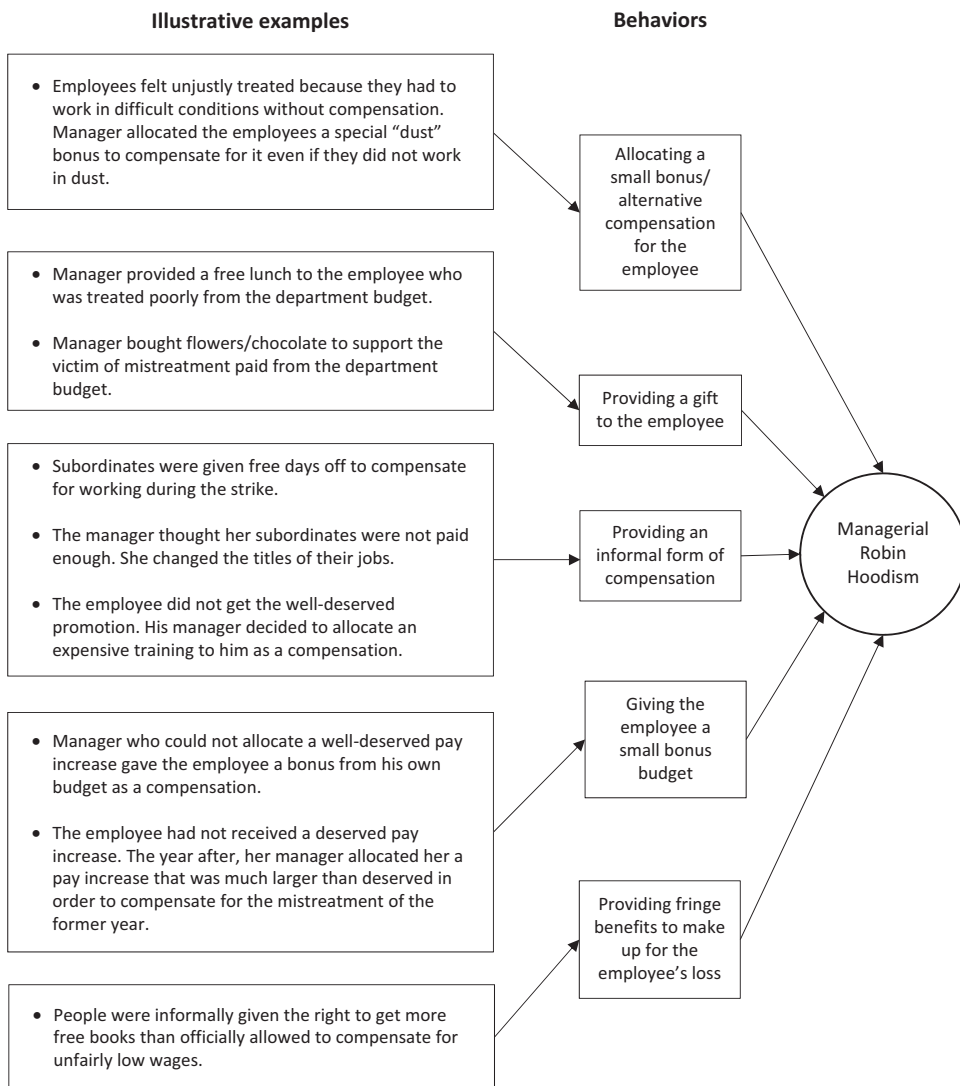 Illustrative examples
Behaviors
• Employees felt unjustly treated because they had to
work in difficult conditions without compensation.
Manager allocated the employees a special “dust”
bonus to compensate for it even if they did not work
in dust.
Allocating a
small bonus/
alternative
compensation
for the
employee
• Manager provided a free lunch to the employee who
was treated poorly from the department budget.
• Manager bought flowers/chocolate to support the
victim of mistreatment paid from the department
budget.
Providing a gift
to the employee
• Subordinates were given free days off to compensate
for working during the strike.
• The manager thought her subordinates were not paid
enough. She changed the titles of their jobs.
• The employee did not get the well-deserved
promotion. His manager decided to allocate an
expensive training to him as a compensation.
Providing an
informal form of
compensation
Managerial
Robin
Hoodism
• Manager who could not allocate a well-deserved pay
increase gave the employee a bonus from his own
budget as a compensation.
• The employee had not received a deserved pay
increase. The year after, her manager allocated her a
pay increase that was much larger than deserved in
order to compensate for the mistreatment of the
former year.
Giving the
employee a
small bonus
budget
• People were informally given the right to get more
free books than officially allowed to compensate for
unfairly low wages.
Providing fringe
benefits to make
up for the
employee’s loss